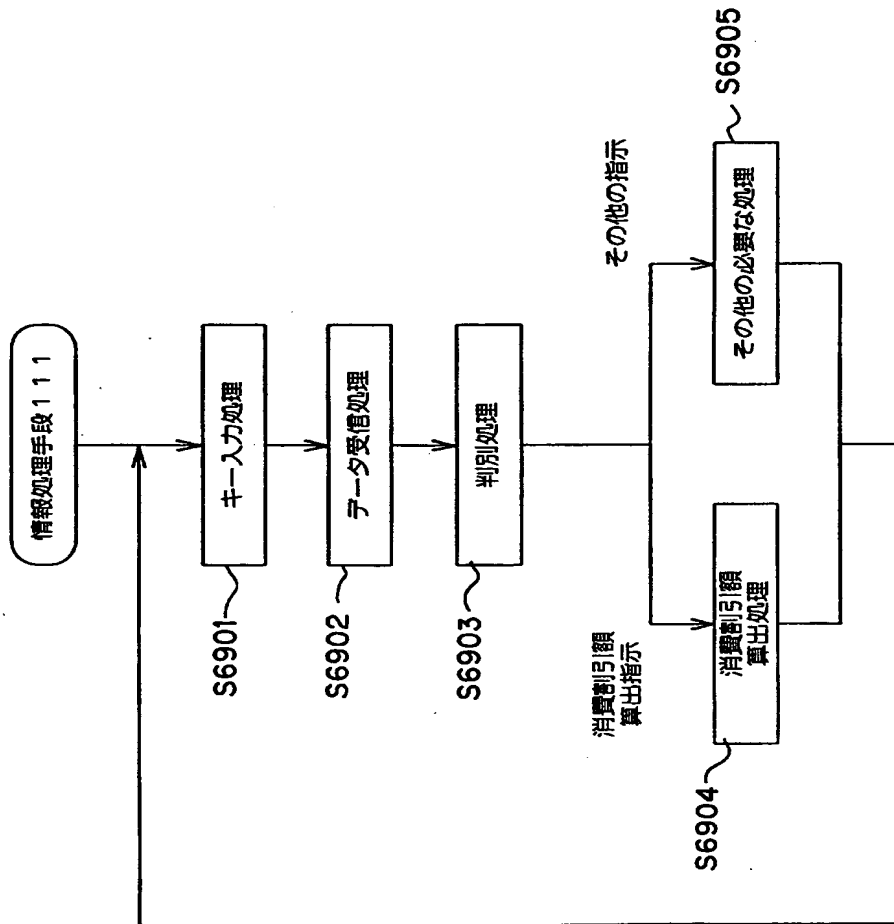 情報処理手段111
キー入力処理
S6901
データ受信処理
S6902
判別処理
S6903
消費割引額
算出指示
その他の指示
消費割引額
算出処理
S6904
その他の必要な処理
S6905